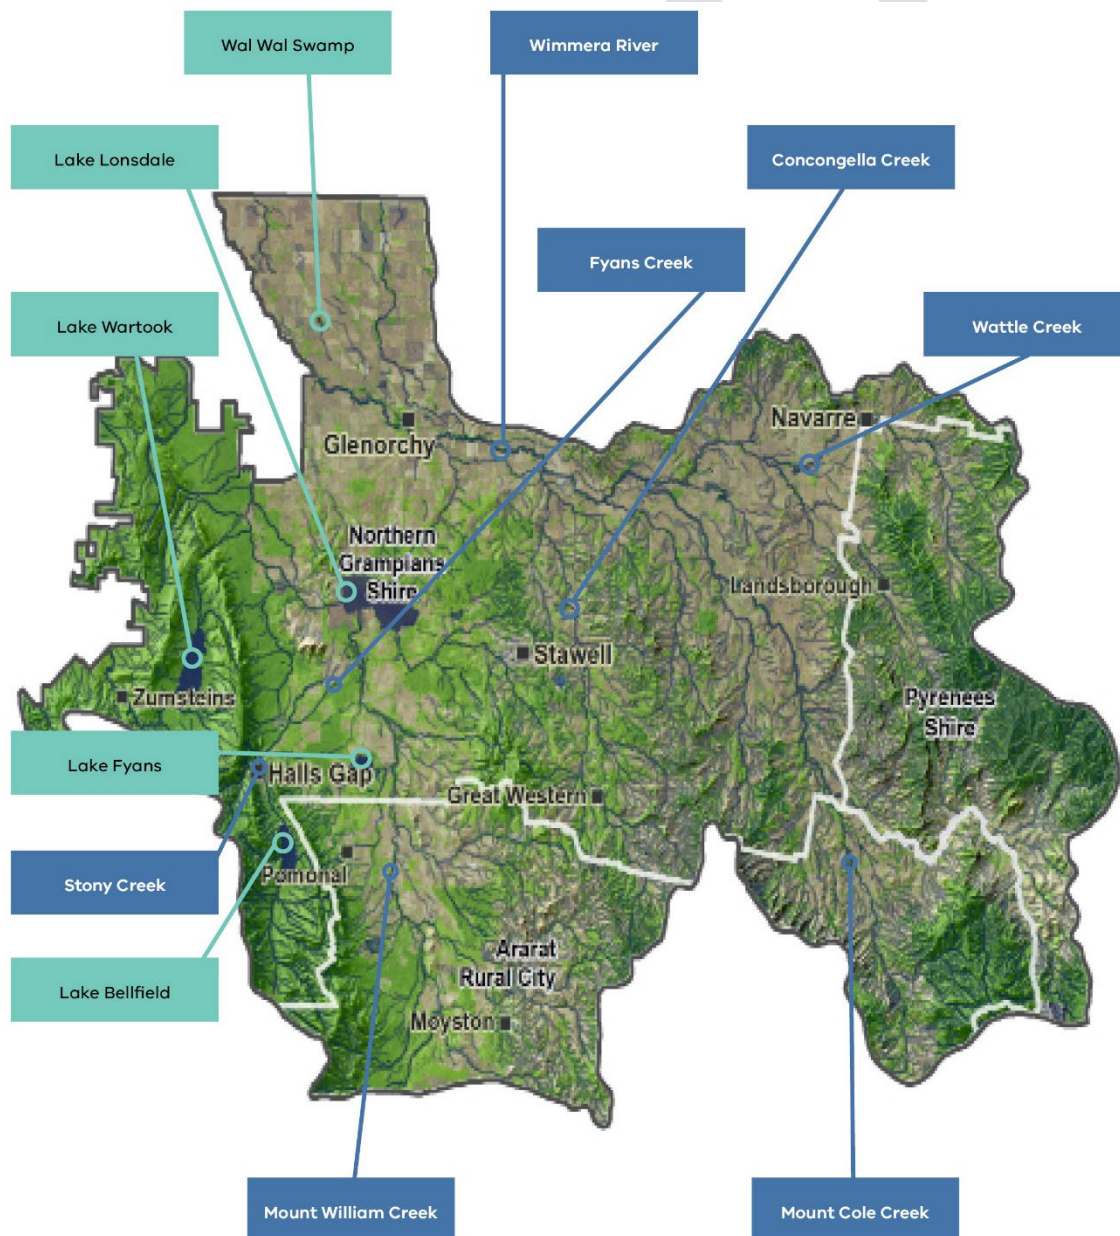 Wal Wal Swamp
Wimmera River
Lake Lonsdale
Concongella Creek
Fyans Creek
Lake Wartook
Wattle Creek
Navarre
Glenorchy
Northern
Grampians
Shire
Landsborough
Stawell
Zumsteins
Pyrenees
Shire
Lake Fyans
Halls Gap
Great Western
Stony Creek
Pomonal
Ararat
Rural City
Lake Bellfield
Moyston
Mount William Creek
Mount Cole Creek